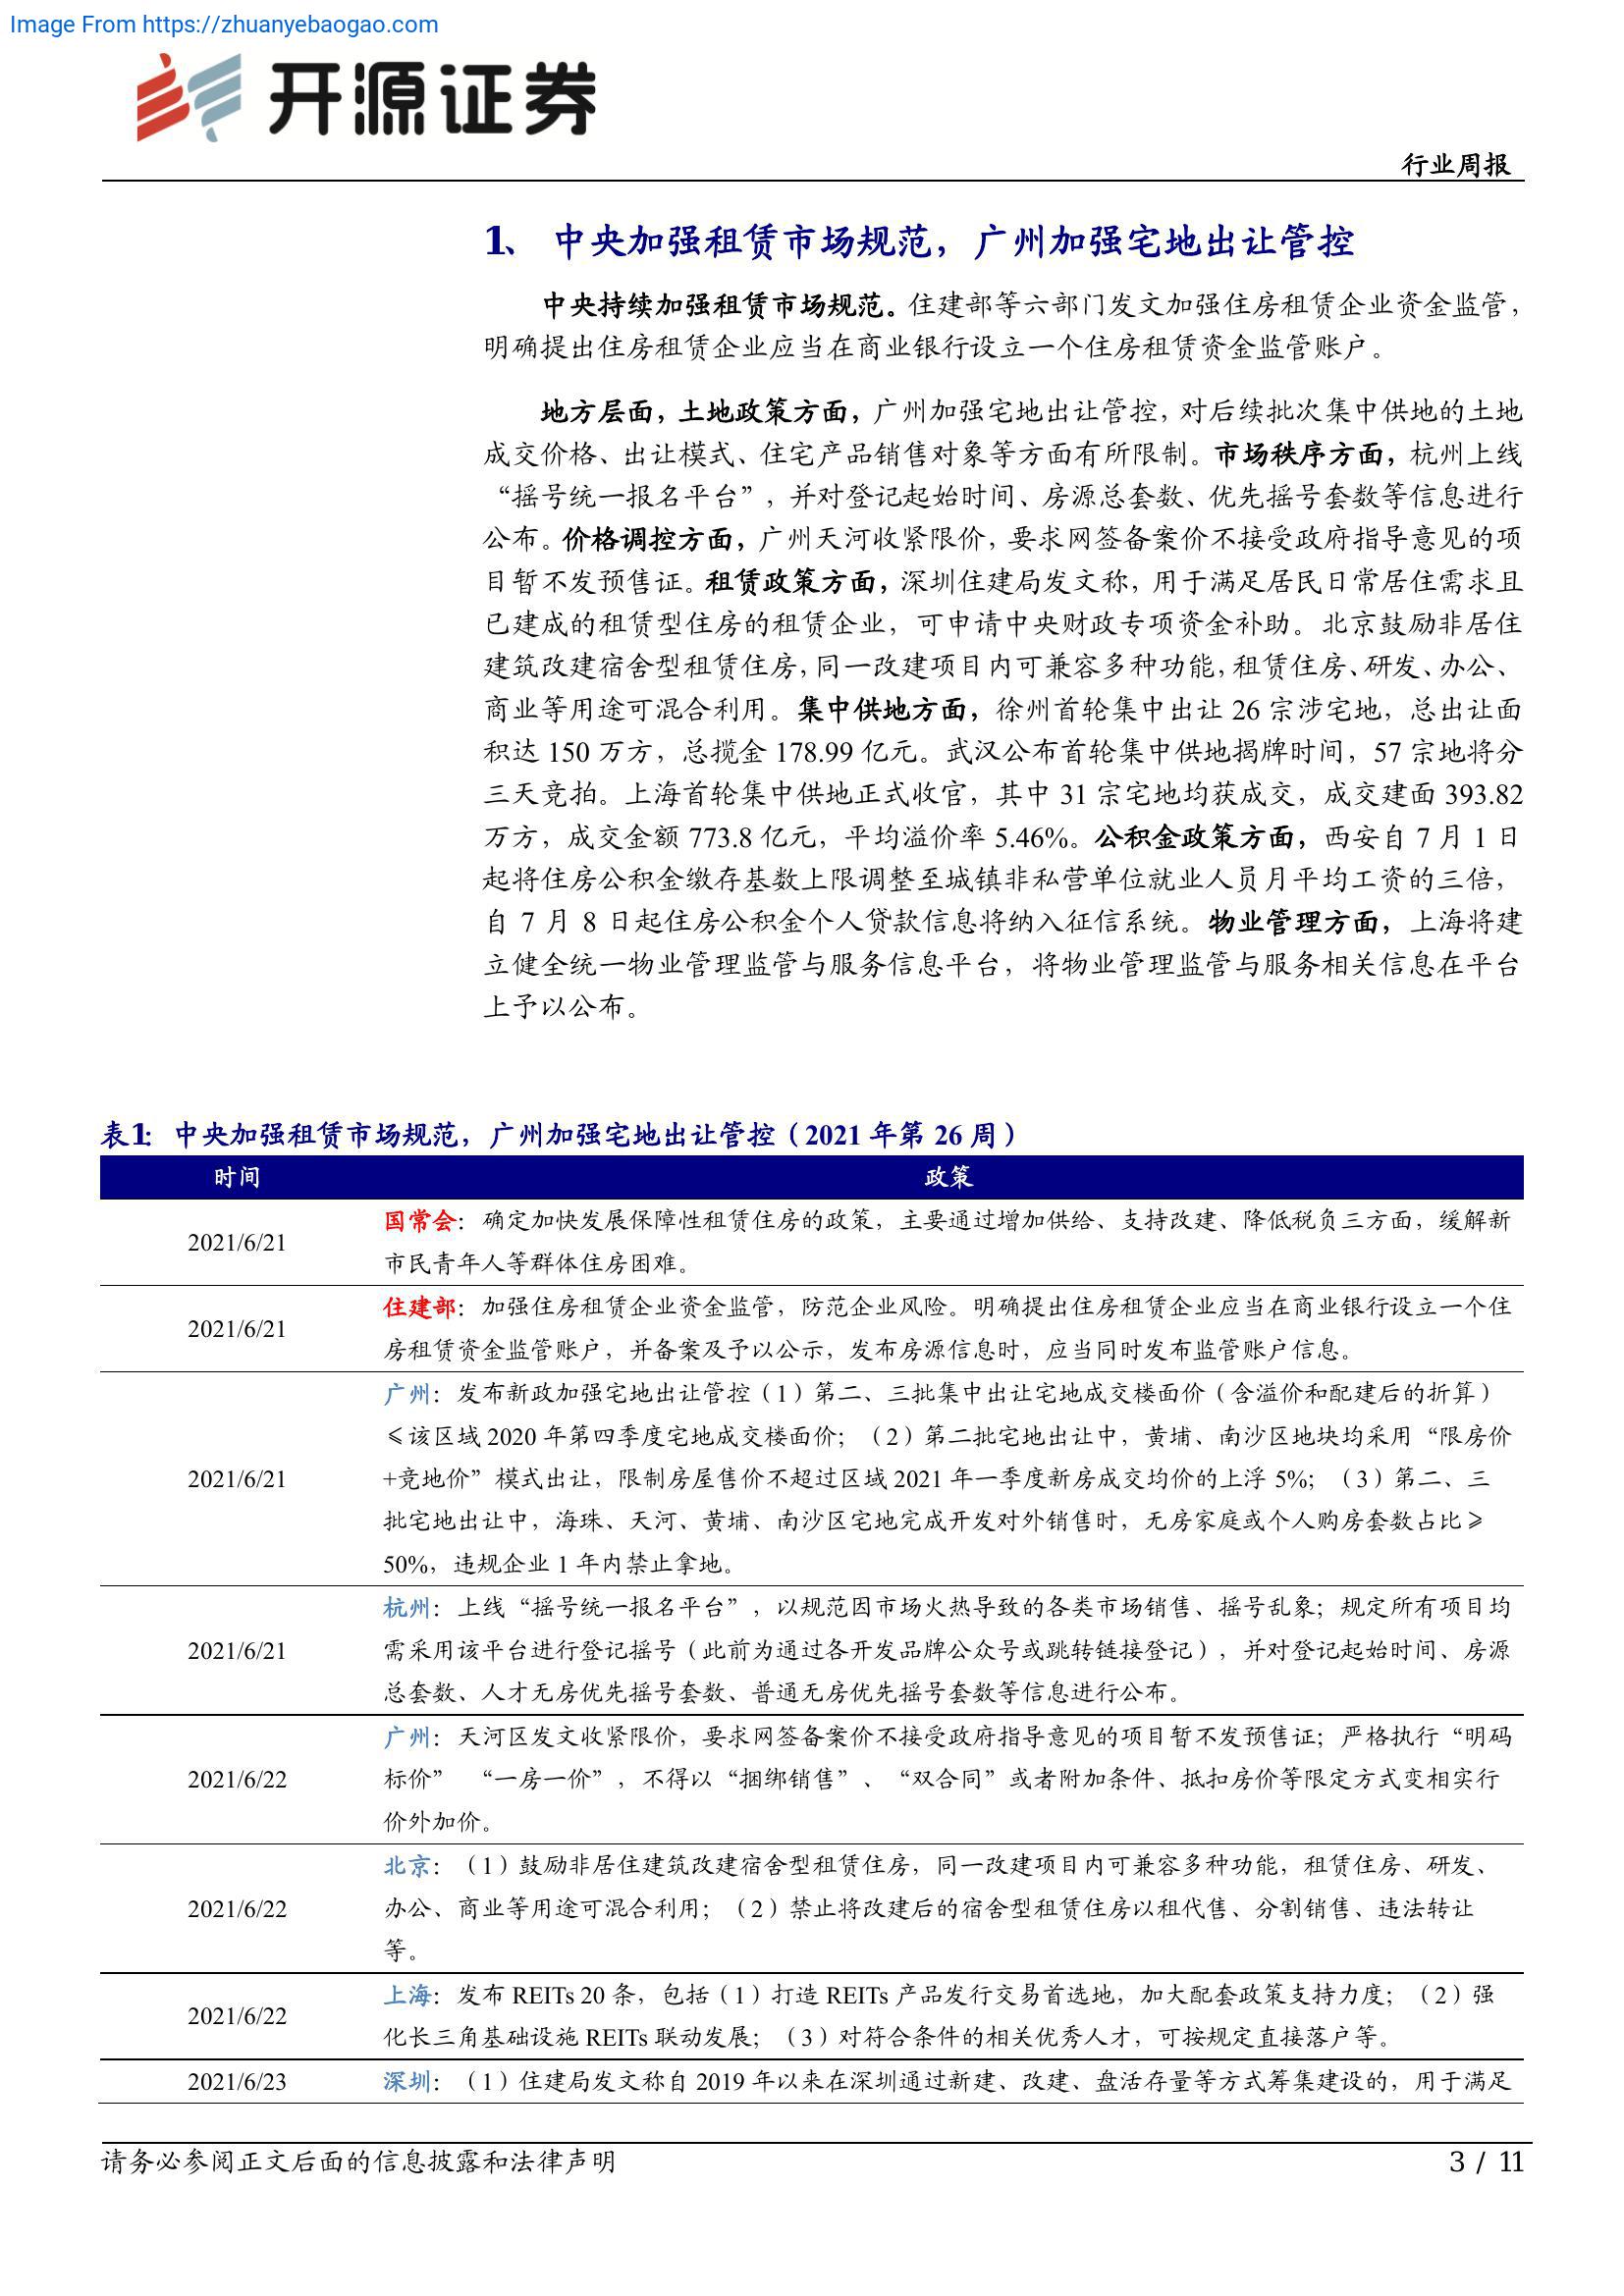 Image From https://zhuanyebaogao.com
开源证券
行业周报
1、 中央加强租赁市场规范，广州加强宅地出让管控
中央持续加强租赁市场规范。住建部等六部门发文加强住房租赁企业资金监管，
明确提出住房租赁企业应当在商业银行设立一个住房租赁资金监管账户。
地方层面，土地政策方面，广州加强宅地出让管控，对后续批次集中供地的土地
成交价格、出让模式、住宅产品销售对象等方面有所限制。市场秩序方面，杭州上线
“摇号统一报名平台”，并对登记起始时间、房源总套数、优先摇号套数等信息进行
公布。价格调控方面，广州天河收紧限价，要求网签备案价不接受政府指导意见的项
目暂不发预售证。租赁政策方面，深圳住建局发文称，用于满足居民日常居住需求且
已建成的租赁型住房的租赁企业，可申请中央财政专项资金补助。北京鼓励非居住
建筑改建宿舍型租赁住房，同一改建项目内可兼容多种功能，租赁住房、研发、办公、
商业等用途可混合利用。集中供地方面，徐州首轮集中出让 26 宗涉宅地，总出让面
积达 150 万方，总揽金 178.99 亿元。武汉公布首轮集中供地揭牌时间，57 宗地将分
三天竞拍。上海首轮集中供地正式收官，其中 31 宗宅地均获成交，成交建面 393.82
万方，成交金额 773.8 亿元，平均溢价率 5.46%。公积金政策方面，西安自 7 月 1 日
起将住房公积金缴存基数上限调整至城镇非私营单位就业人员月平均工资的三倍，
自 7 月 8 日起住房公积金个人贷款信息将纳入征信系统。物业管理方面，上海将建
立健全统一物业管理监管与服务信息平台，将物业管理监管与服务相关信息在平台
上予以公布。
表1：中央加强租赁市场规范，广州加强宅地出让管控（2021 年第 26 周）
时间 政策
2021/6/21
国常会：确定加快发展保障性租赁住房的政策，主要通过增加供给、支持改建、降低税负三方面，缓解新
市民青年人等群体住房困难。
2021/6/21
住建部：加强住房租赁企业资金监管，防范企业风险。明确提出住房租赁企业应当在商业银行设立一个住
房租赁资金监管账户，并备案及予以公示，发布房源信息时，应当同时发布监管账户信息。
2021/6/21
广州：发布新政加强宅地出让管控（1）第二、三批集中出让宅地成交楼面价（含溢价和配建后的折算）
≤该区域 2020 年第四季度宅地成交楼面价；（2）第二批宅地出让中，黄埔、南沙区地块均采用“限房价
+竞地价”模式出让，限制房屋售价不超过区域 2021 年一季度新房成交均价的上浮 5%；（3）第二、三
批宅地出让中，海珠、天河、黄埔、南沙区宅地完成开发对外销售时，无房家庭或个人购房套数占比≥
50%，违规企业 1 年内禁止拿地。
2021/6/21
杭州：上线“摇号统一报名平台”，以规范因市场火热导致的各类市场销售、摇号乱象；规定所有项目均
需采用该平台进行登记摇号（此前为通过各开发品牌公众号或跳转链接登记），并对登记起始时间、房源
总套数、人才无房优先摇号套数、普通无房优先摇号套数等信息进行公布。
2021/6/22
广州：天河区发文收紧限价，要求网签备案价不接受政府指导意见的项目暂不发预售证；严格执行“明码
标价” “一房一价”，不得以“捆绑销售”、“双合同”或者附加条件、抵扣房价等限定方式变相实行
价外加价。
2021/6/22
北京：（1）鼓励非居住建筑改建宿舍型租赁住房，同一改建项目内可兼容多种功能，租赁住房、研发、
办公、商业等用途可混合利用；（2）禁止将改建后的宿舍型租赁住房以租代售、分割销售、违法转让
等。
2021/6/22
上海：发布 REITs 20 条，包括（1）打造 REITs 产品发行交易首选地，加大配套政策支持力度；（2）强
化长三角基础设施 REITs 联动发展；（3）对符合条件的相关优秀人才，可按规定直接落户等。
2021/6/23
深圳：（1）住建局发文称自 2019 年以来在深圳通过新建、改建、盘活存量等方式筹集建设的，用于满足
请务必参阅正文后面的信息披露和法律声明
3 / 11